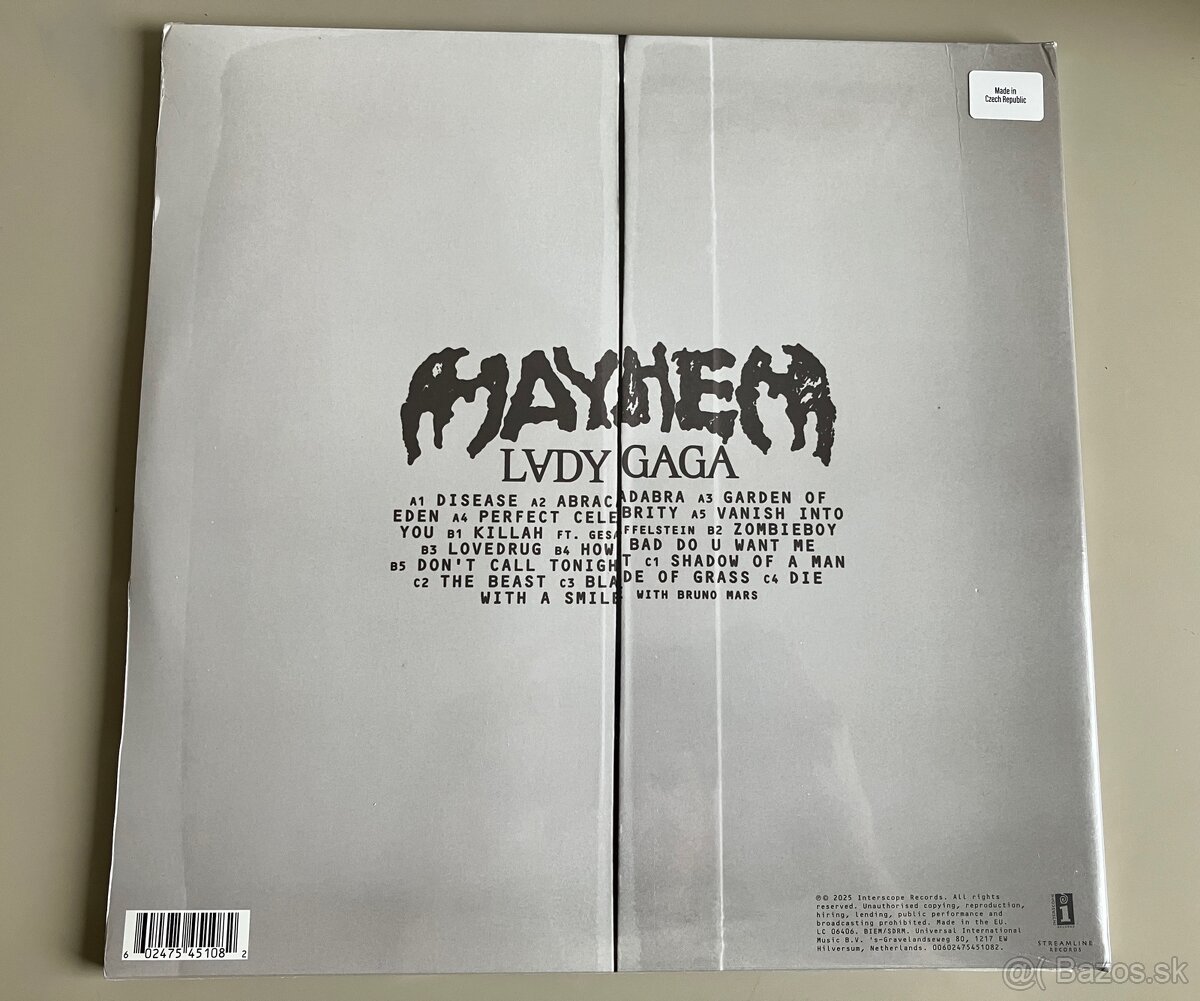 Made in
Czech Republic
MAYHEM
L∀DY GAGA
A1 DISEASE A2 ABRACADABRA A3 GARDEN OF
EDEN A4 PERFECT CELEBRITY A5 VANISH INTO
YOU B1 KILLAH FT. GESAFFELSTEIN B2 ZOMBIEBOY
B3 LOVEDRUG B4 HOW BAD DO U WANT ME
B5 DON'T CALL TONIGHT C1 SHADOW OF A MAN
C2 THE BEAST C3 BLADE OF GRASS C4 DIE
WITH A SMILE WITH BRUNO MARS
℗© 2025 Interscope Records. All rights
reserved. Unauthorised copying, reproduction,
hiring, lending, public performance and
broadcasting prohibited. Made in the EU.
LC 06406. BIEM/SDRM. Universal International
Music B.V. 's-Gravelandseweg 80, 1217 EW
Hilversum, Netherlands. 00602475451082.
INTERSCOPE
RECORDS
STREAMLINE
RECORDS
6 02475 45108 2
@( Bazos.sk